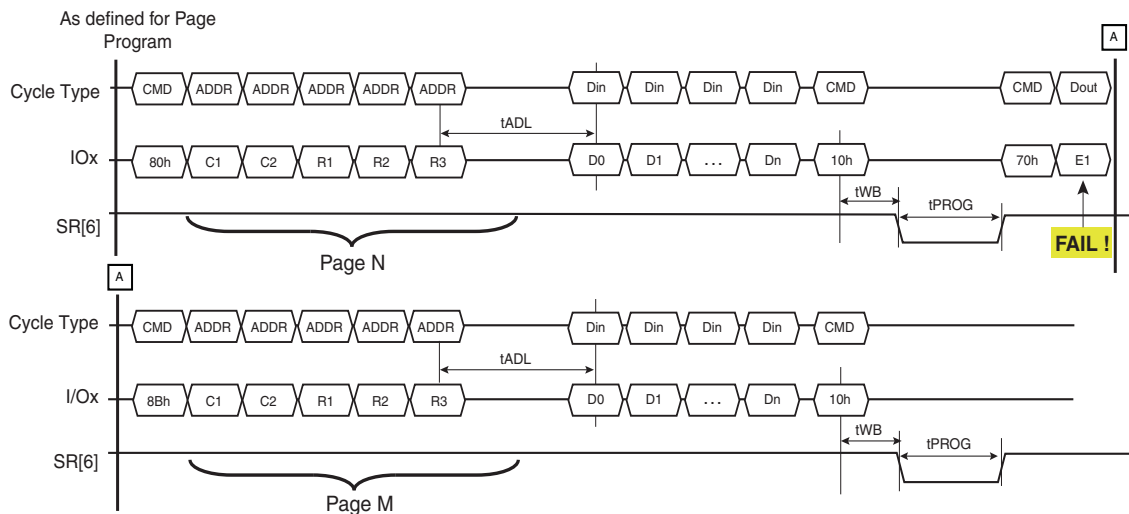 As defined for Page
Program
A
Cycle Type CMD ADDR ADDR ADDR ADDR ADDR Din Din Din Din CMD CMD Dout
tADL
IOx 80h C1 C2 R1 R2 R3 D0 D1 ... Dn 10h 70h E1
tWB tPROG
SR[6]
FAIL !
Page N
A
Cycle Type CMD ADDR ADDR ADDR ADDR ADDR Din Din Din Din CMD
tADL
I/Ox 8Bh C1 C2 R1 R2 R3 D0 D1 ... Dn 10h
tWB tPROG
SR[6]
Page M